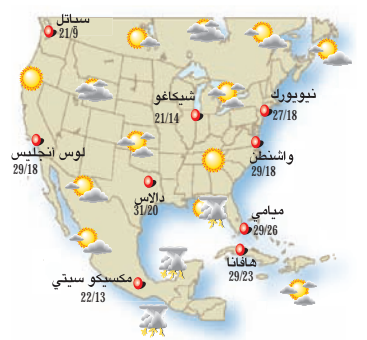 سياتل
21/9
شيكاغو
21/14
نيويورك
27/18
لوس أنجليس
29/18
واشنطن
29/18
دالاس
31/20
ميامي
29/26
هافانا
29/23
مكسيكو سيتي
22/13